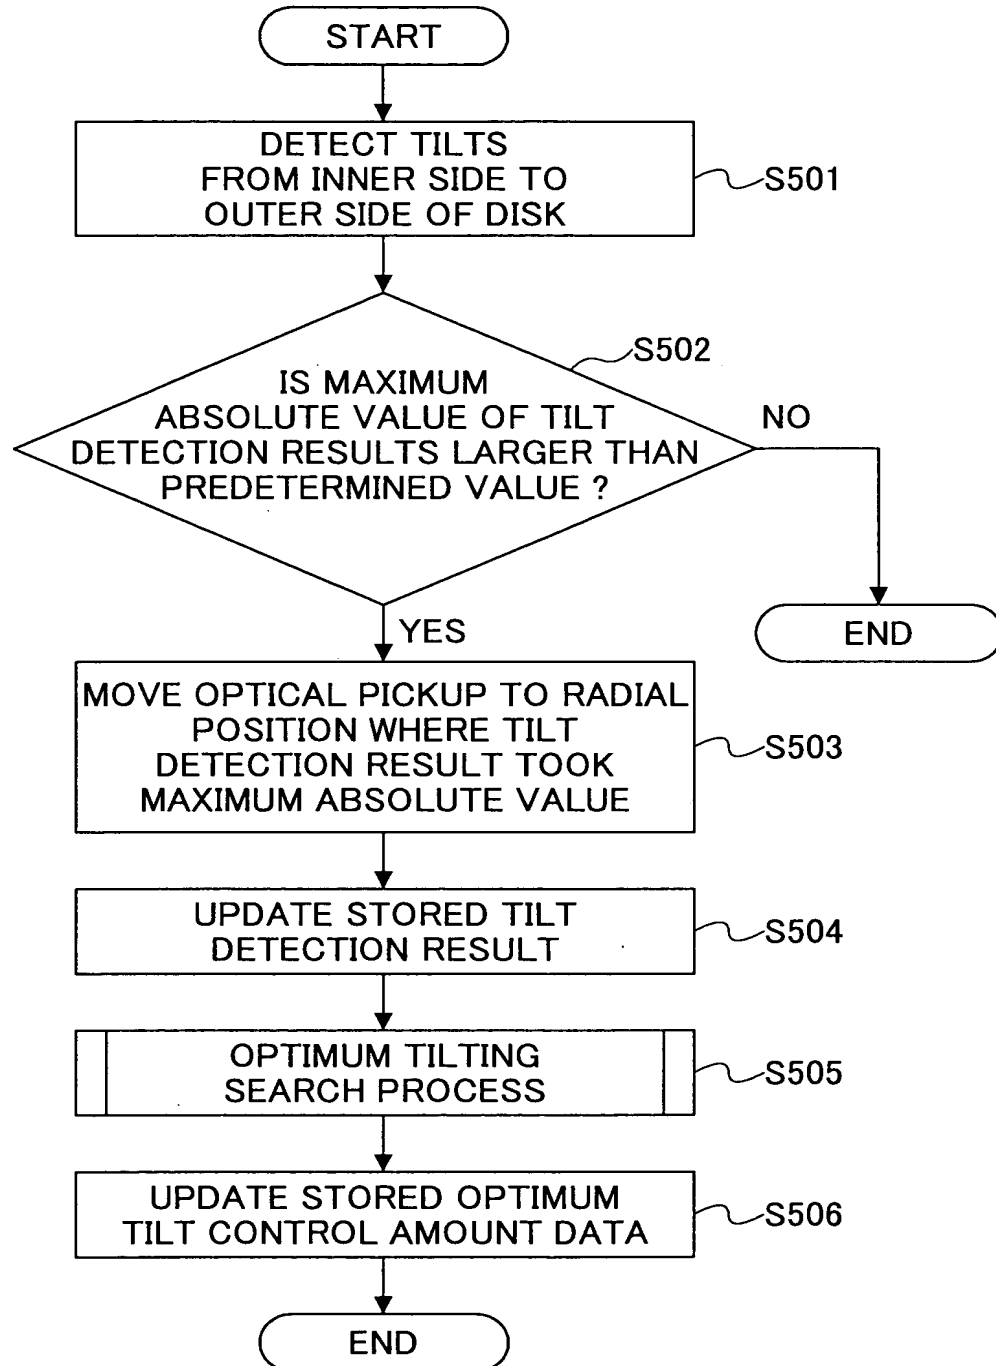 START
DETECT TILTS
FROM INNER SIDE TO
OUTER SIDE OF DISK
S501
S502
IS MAXIMUM
ABSOLUTE VALUE OF TILT
DETECTION RESULTS LARGER THAN
PREDETERMINED VALUE ?
NO
END
YES
MOVE OPTICAL PICKUP TO RADIAL
POSITION WHERE TILT
DETECTION RESULT TOOK
MAXIMUM ABSOLUTE VALUE
S503
UPDATE STORED TILT
DETECTION RESULT
S504
OPTIMUM TILTING
SEARCH PROCESS
S505
UPDATE STORED OPTIMUM
TILT CONTROL AMOUNT DATA
S506
END